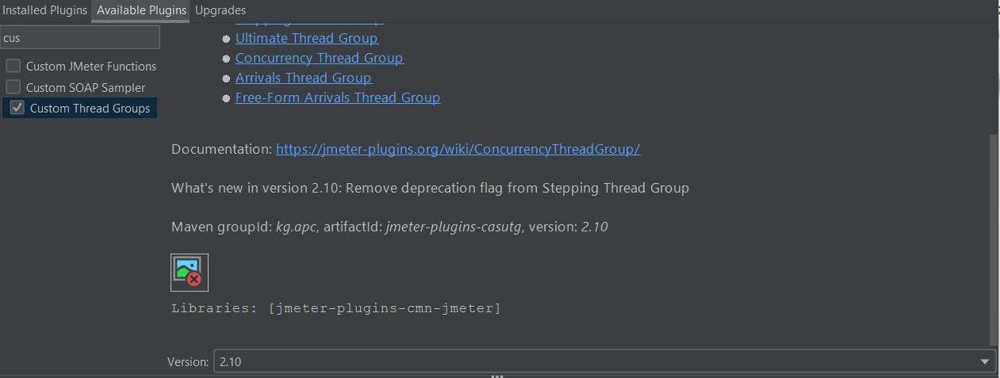 Installed Plugins Available Plugins Upgrades
cus
Custom JMeter Functions
Custom SOAP Sampler
Custom Thread Groups
Ultimate Thread Group
Concurrency Thread Group
Arrivals Thread Group
Free-Form Arrivals Thread Group
Documentation: https://jmeter-plugins.org/wiki/ConcurrencyThreadGroup/
What's new in version 2.10: Remove deprecation flag from Stepping Thread Group
Maven groupId: kg.apc, artifactId: jmeter-plugins-casutg, version: 2.10
Libraries: [jmeter-plugins-cmn-jmeter]
Version: 2.10